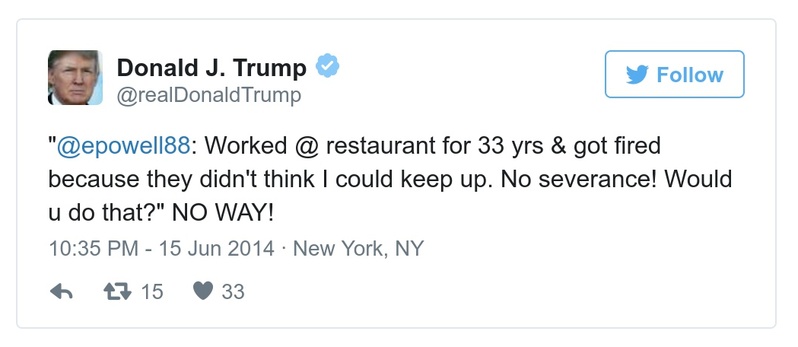 Donald J. Trump
@realDonaldTrump
Follow
"@epowell88: Worked @ restaurant for 33 yrs & got fired
because they didn't think I could keep up. No severance! Would
u do that?" NO WAY!
10:35 PM - 15 Jun 2014 · New York, NY
15 33